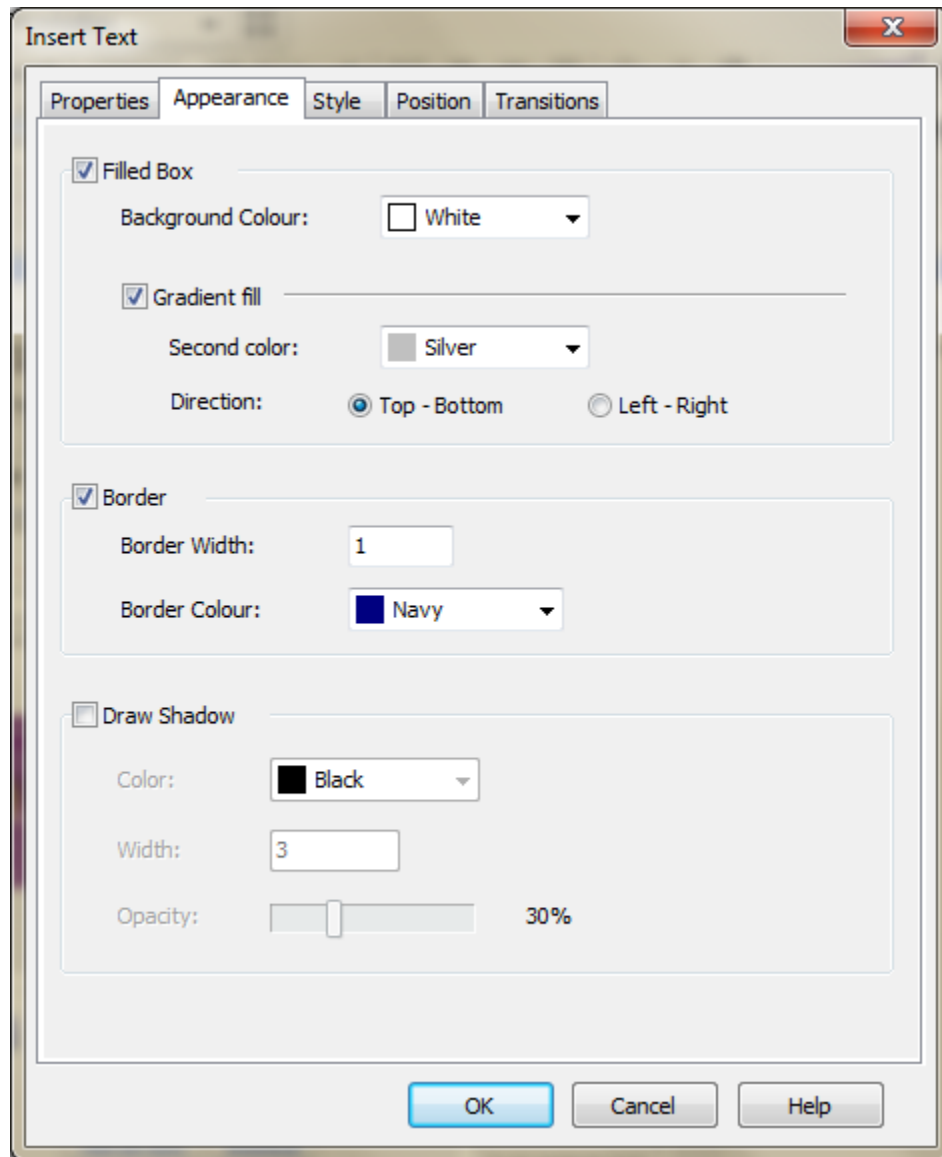 Insert Text
Properties Appearance Style Position Transitions
Filled Box
Background Colour: White
Gradient fill
Second color: Silver
Direction: Top - Bottom Left - Right
Border
Border Width: 1
Border Colour: Navy
Draw Shadow
Color: Black
Width: 3
Opacity: 30%
OK Cancel Help